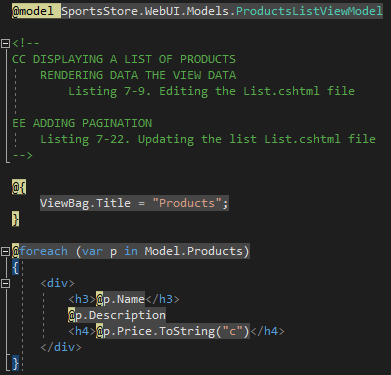 @model SportsStore.WebUI.Models.ProductsListViewModel
<!--
CC DISPLAYING A LIST OF PRODUCTS
RENDERING DATA THE VIEW DATA
Listing 7-9. Editing the List.cshtml file
EE ADDING PAGINATION
Listing 7-22. Updating the list List.cshtml file
-->
@{
ViewBag.Title = "Products";
}
@foreach (var p in Model.Products)
{
<div>
<h3>@p.Name</h3>
@p.Description
<h4>@p.Price.ToString("c")</h4>
</div>
}